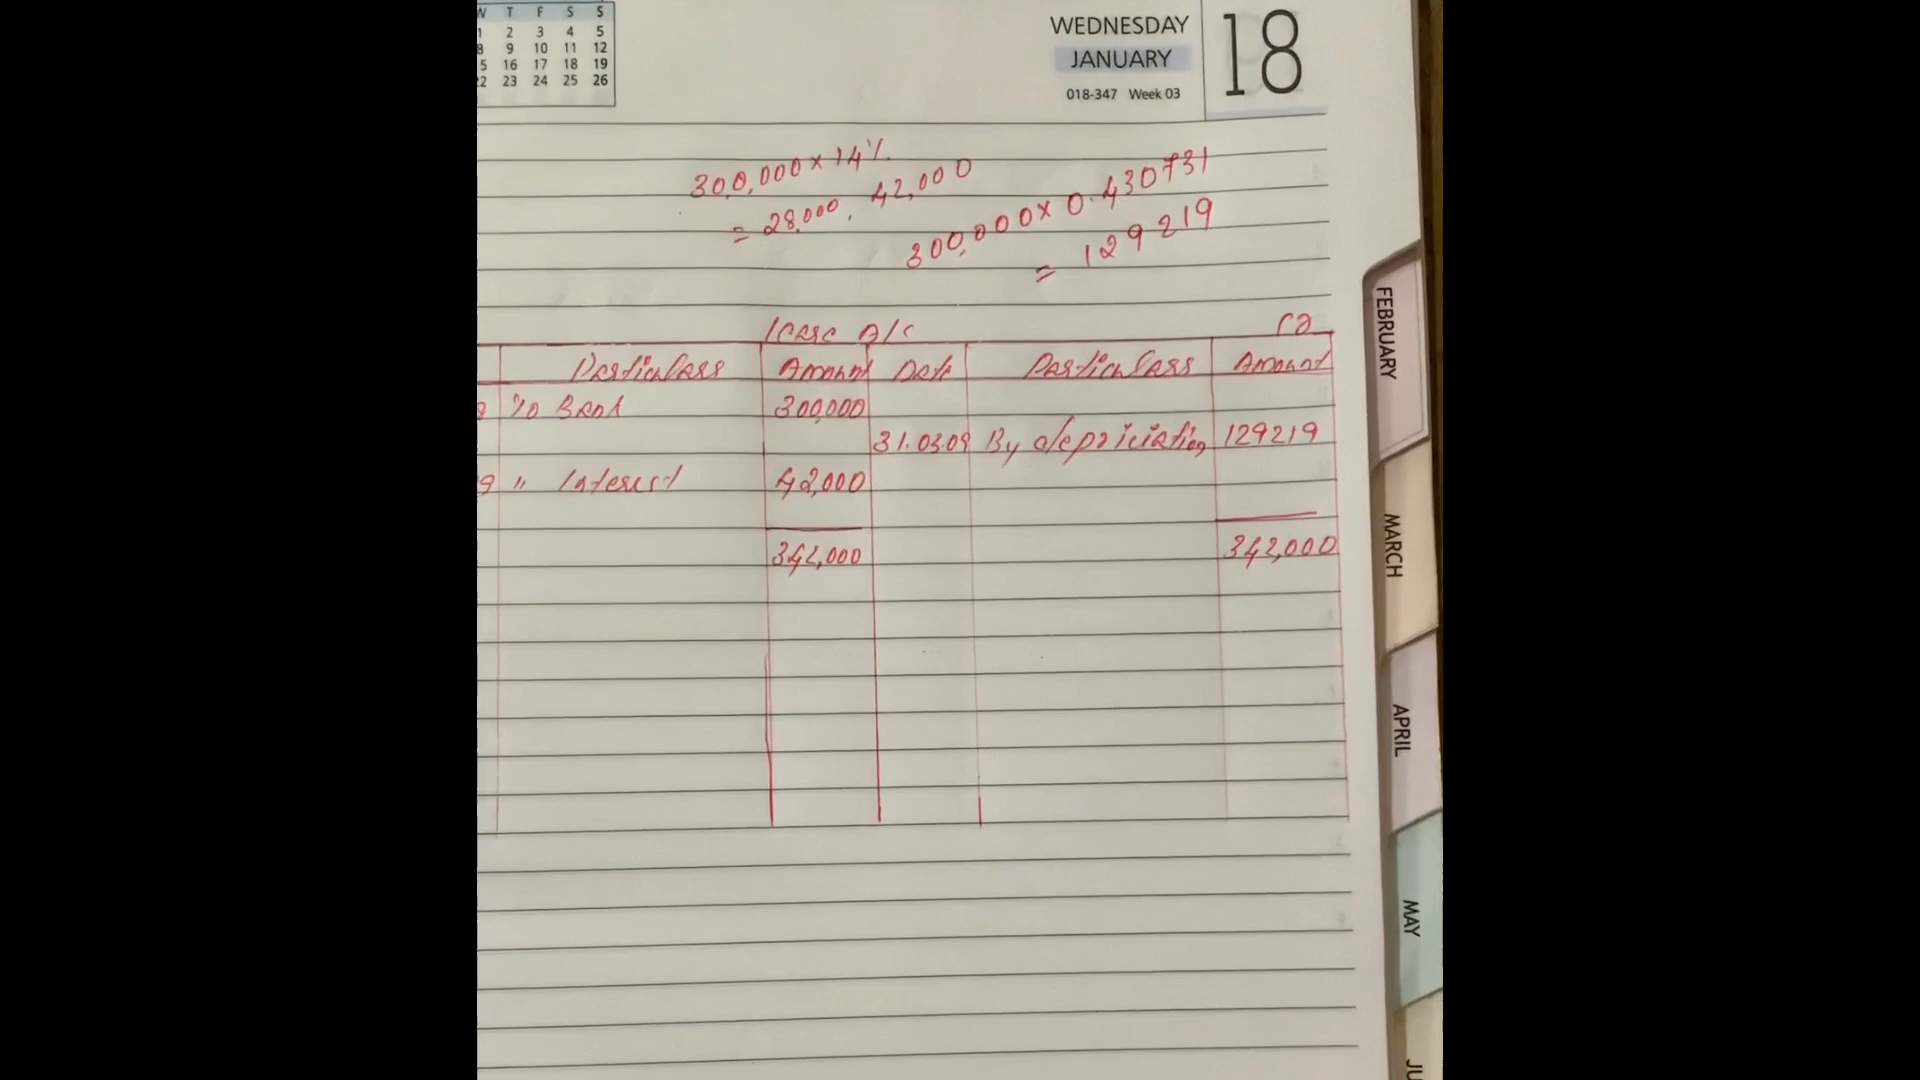 W T F S S
1 2 3 4 5
8 9 10 11 12
5 16 17 18 19
22 23 24 25 26
WEDNESDAY
JANUARY
018-347 Week 03
18
300,000 × 14%
= 28,000, 42,000
300,000 × 0.430731
= 129219
lease A/C
Cr
Particulars Amount Date Particulars Amount
To Bank 300,000
31.03.09 By depriciation 129219
9 " Interest 42,000
342,000 342,000
FEBRUARY
MARCH
APRIL
MAY
JU